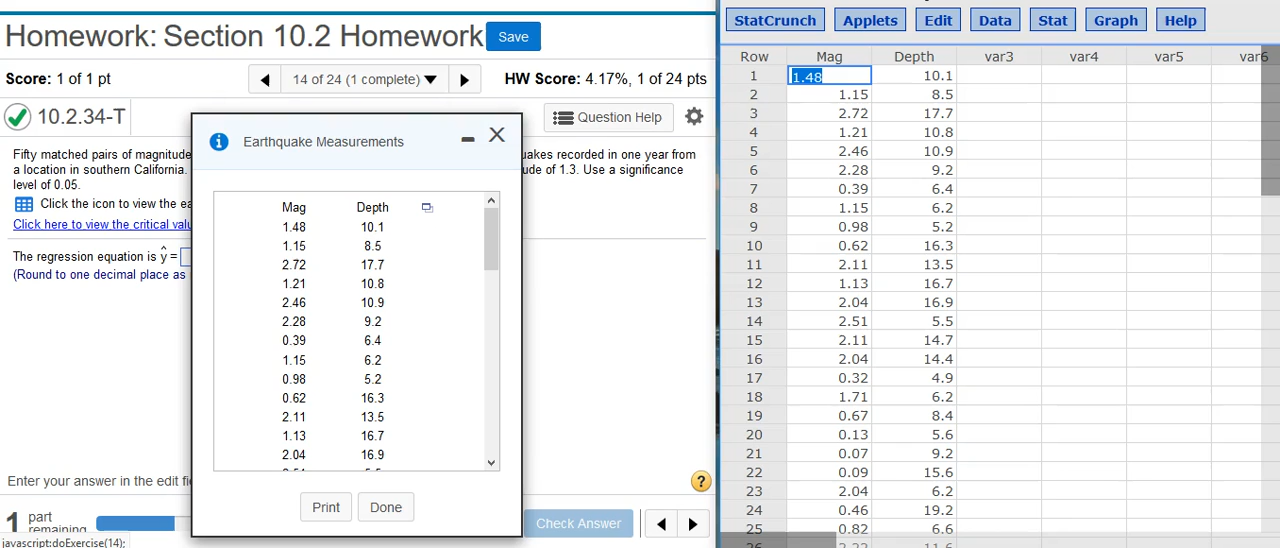 Homework: Section 10.2 Homework Save
Score: 1 of 1 pt 14 of 24 (1 complete) HW Score: 4.17%, 1 of 24 pts
10.2.34-T Question Help
Fifty matched pairs of magnitude uakes recorded in one year from
a location in southern California. ude of 1.3. Use a significance
level of 0.05.
Click the icon to view the ea
Click here to view the critical valu
The regression equation is ŷ =
(Round to one decimal place as
Earthquake Measurements
Mag Depth
1.48 10.1
1.15 8.5
2.72 17.7
1.21 10.8
2.46 10.9
2.28 9.2
0.39 6.4
1.15 6.2
0.98 5.2
0.62 16.3
2.11 13.5
1.13 16.7
2.04 16.9
Print Done
Enter your answer in the edit fi
?
1 part
remaining
Check Answer
javascript:doExercise(14);
StatCrunch Applets Edit Data Stat Graph Help
Row Mag Depth var3 var4 var5 var6
1 1.48 10.1
2 1.15 8.5
3 2.72 17.7
4 1.21 10.8
5 2.46 10.9
6 2.28 9.2
7 0.39 6.4
8 1.15 6.2
9 0.98 5.2
10 0.62 16.3
11 2.11 13.5
12 1.13 16.7
13 2.04 16.9
14 2.51 5.5
15 2.11 14.7
16 2.04 14.4
17 0.32 4.9
18 1.71 6.2
19 0.67 8.4
20 0.13 5.6
21 0.07 9.2
22 0.09 15.6
23 2.04 6.2
24 0.46 19.2
25 0.82 6.6